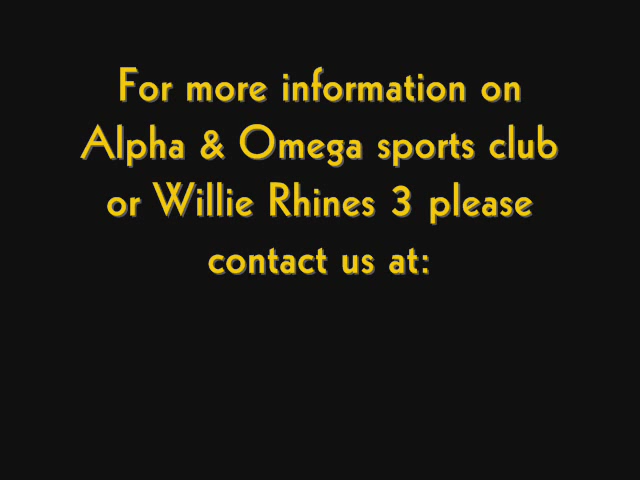 For more information on
Alpha & Omega sports club
or Willie Rhines 3 please
contact us at: